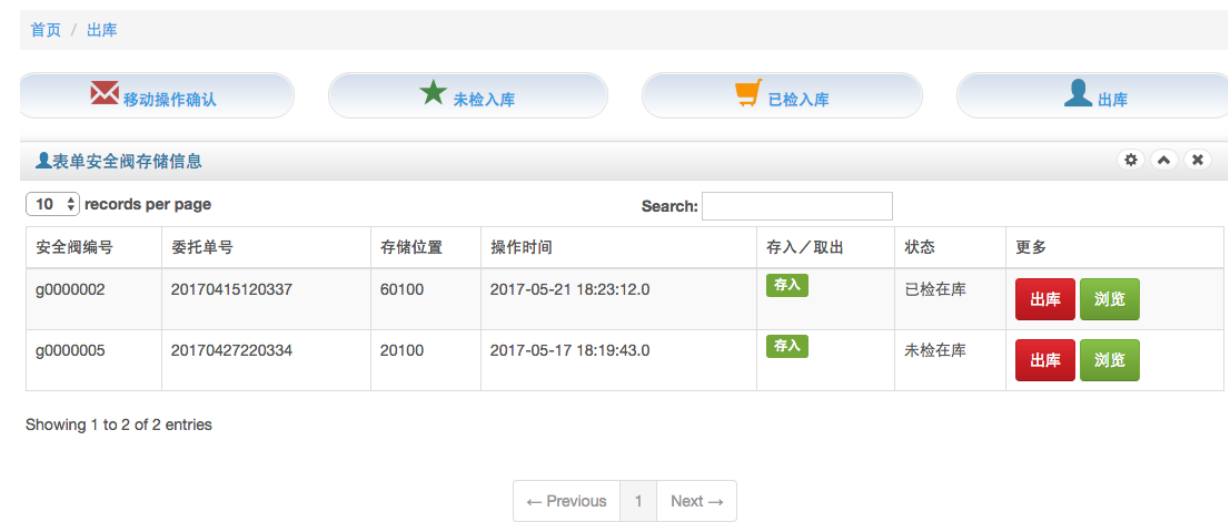 首页 / 出库
移动操作确认 未检入库 已检入库 出库
表单安全阀存储信息
10 records per page Search:
安全阀编号 委托单号 存储位置 操作时间 存入／取出 状态 更多
g0000002 20170415120337 60100 2017-05-21 18:23:12.0 存入 已检在库 出库 浏览
g0000005 20170427220334 20100 2017-05-17 18:19:43.0 存入 未检在库 出库 浏览
Showing 1 to 2 of 2 entries
← Previous 1 Next →